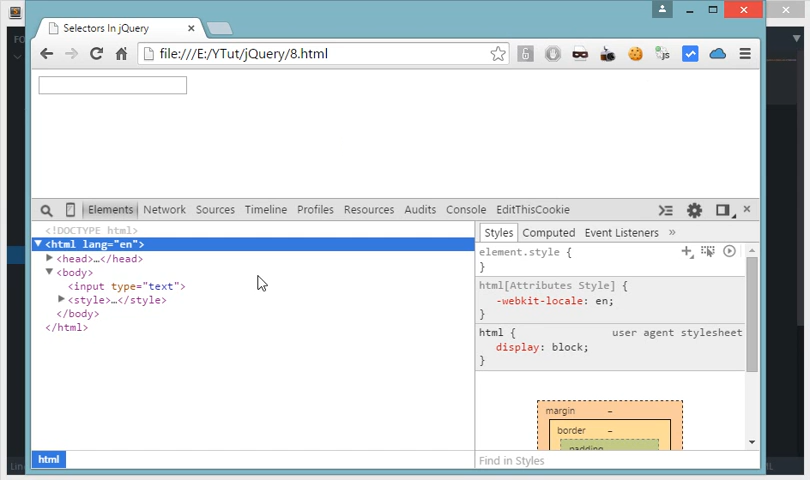 Selectors In jQuery
file:///E:/YTut/jQuery/8.html
js
Elements Network Sources Timeline Profiles Resources Audits Console EditThisCookie
<!DOCTYPE html>
<html lang="en">
<head>…</head>
<body>
<input type="text">
<style>…</style>
</body>
</html>
html
Styles Computed Event Listeners »
element.style {
}
html[Attributes Style] {
-webkit-locale: en;
}
html { user agent stylesheet
display: block;
}
margin –
border –
padding
Find in Styles